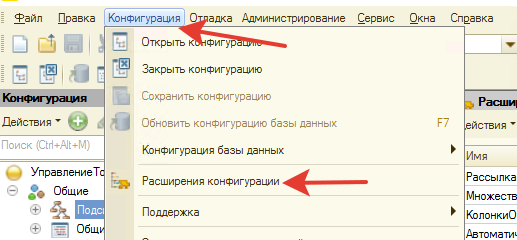 Файл Правка Конфигурация Отладка Администрирование Сервис Окна Справка
Открыть конфигурацию
Закрыть конфигурацию
Сохранить конфигурацию
Обновить конфигурацию базы данных F7
Конфигурация базы данных
Расширения конфигурации
Поддержка
Конфигурация
Действия
Поиск (Ctrl+Alt+M)
УправлениеТо
Общие
Подси
Общи
Расшир
Действия
Имя
Рассылка
Множеств
КолонкиО
Автоматич